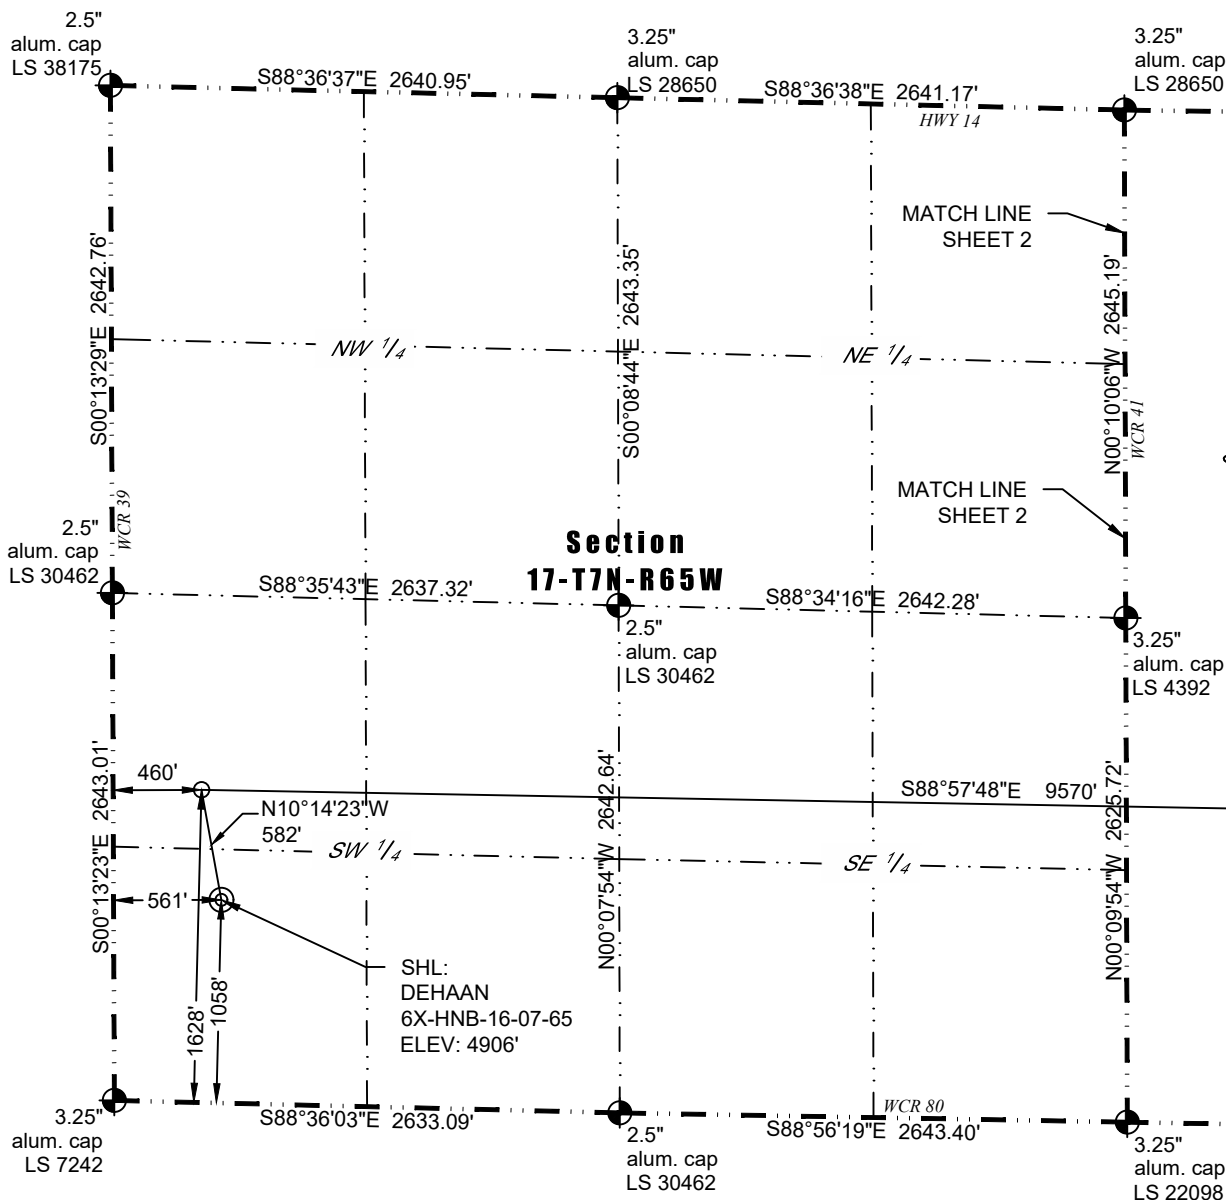 2.5"
alum. cap
LS 38175
3.25"
alum. cap
LS 28650
3.25"
alum. cap
LS 28650
S88°36'37"E 2640.95'
S88°36'38"E 2641.17'
HWY 14
MATCH LINE
SHEET 2
S00°13'29"E 2642.76'
S00°08'44"E 2643.35'
N00°10'06"W 2645.19'
NW 1/4
NE 1/4
WCR 39
WCR 41
MATCH LINE
SHEET 2
2.5"
alum. cap
LS 30462
Section
17-T7N-R65W
S88°35'43"E 2637.32'
S88°34'16"E 2642.28'
2.5"
alum. cap
LS 30462
3.25"
alum. cap
LS 4392
S00°13'23"E 2643.01'
N00°07'54"W 2642.64'
N00°09'54"W 2625.72'
460'
S88°57'48"E 9570'
N10°14'23"W
582'
SW 1/4
SE 1/4
561'
1628'
1058'
SHL:
DEHAAN
6X-HNB-16-07-65
ELEV: 4906'
S88°36'03"E 2633.09'
WCR 80
S88°56'19"E 2643.40'
3.25"
alum. cap
LS 7242
2.5"
alum. cap
LS 30462
3.25"
alum. cap
LS 22098